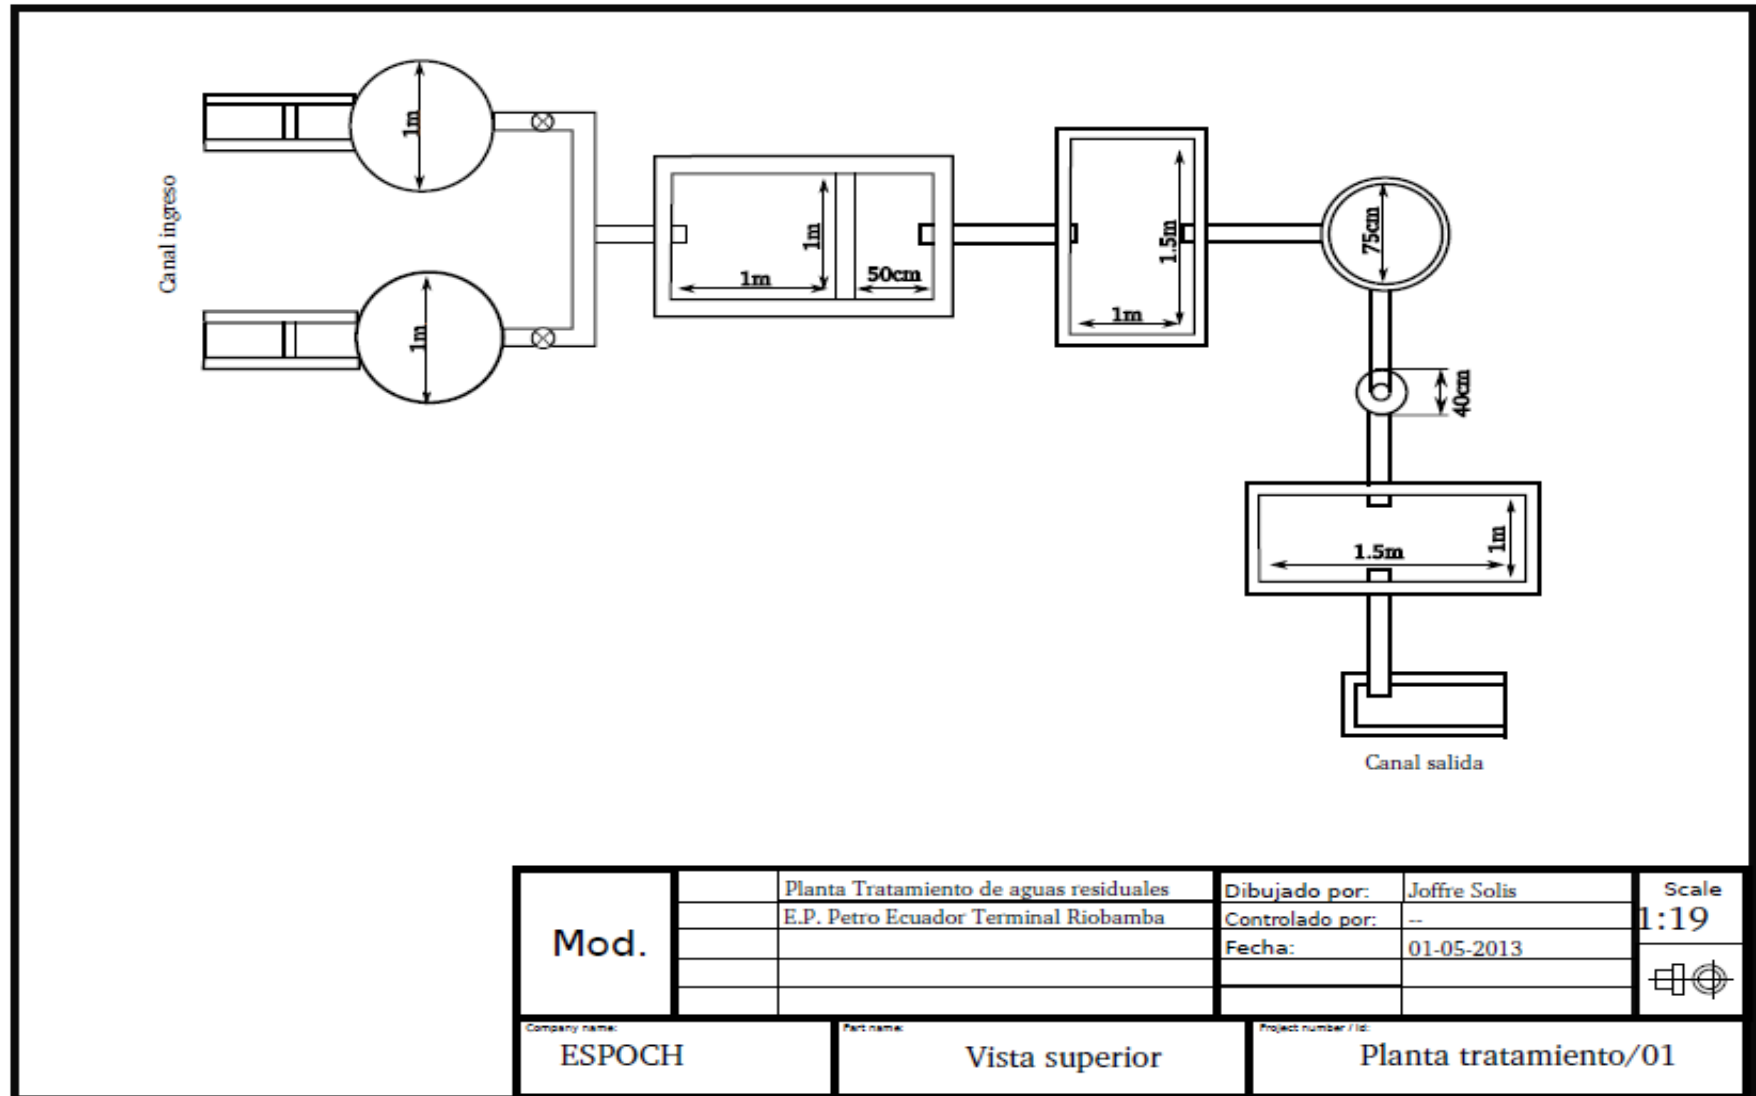 Canal ingreso
1m
1m
1m
1m
50cm
1.5m
1m
75cm
40cm
1.5m
1m
Canal salida
Mod.
Planta Tratamiento de aguas residuales
E.P. Petro Ecuador Terminal Riobamba
Dibujado por: Joffre Solis
Controlado por: --
Fecha: 01-05-2013
Scale
1:19
Company name:
ESPOCH
Part name:
Vista superior
Project number / Id:
Planta tratamiento/01